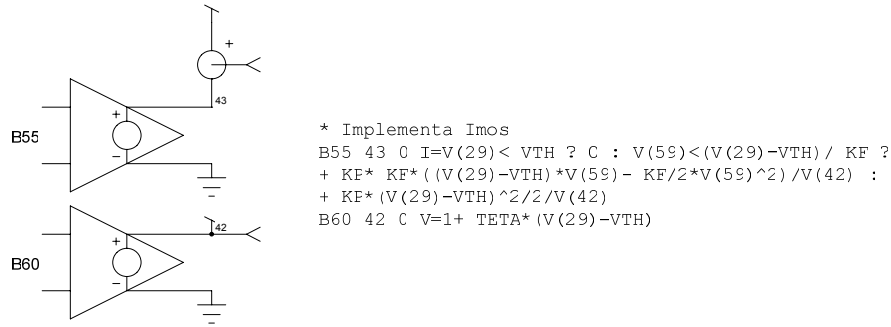 +
43
+
B55
−
* Implementa Imos
B55 43 0 I=V(29)< VTH ? 0 : V(59)<(V(29)-VTH)/ KF ?
+ KP* KF*((V(29)-VTH)*V(59)- KF/2*V(59)^2)/V(42) :
+ KP*(V(29)-VTH)^2/2/V(42)
B60 42 0 V=1+ TETA*(V(29)-VTH)
42
+
B60
−